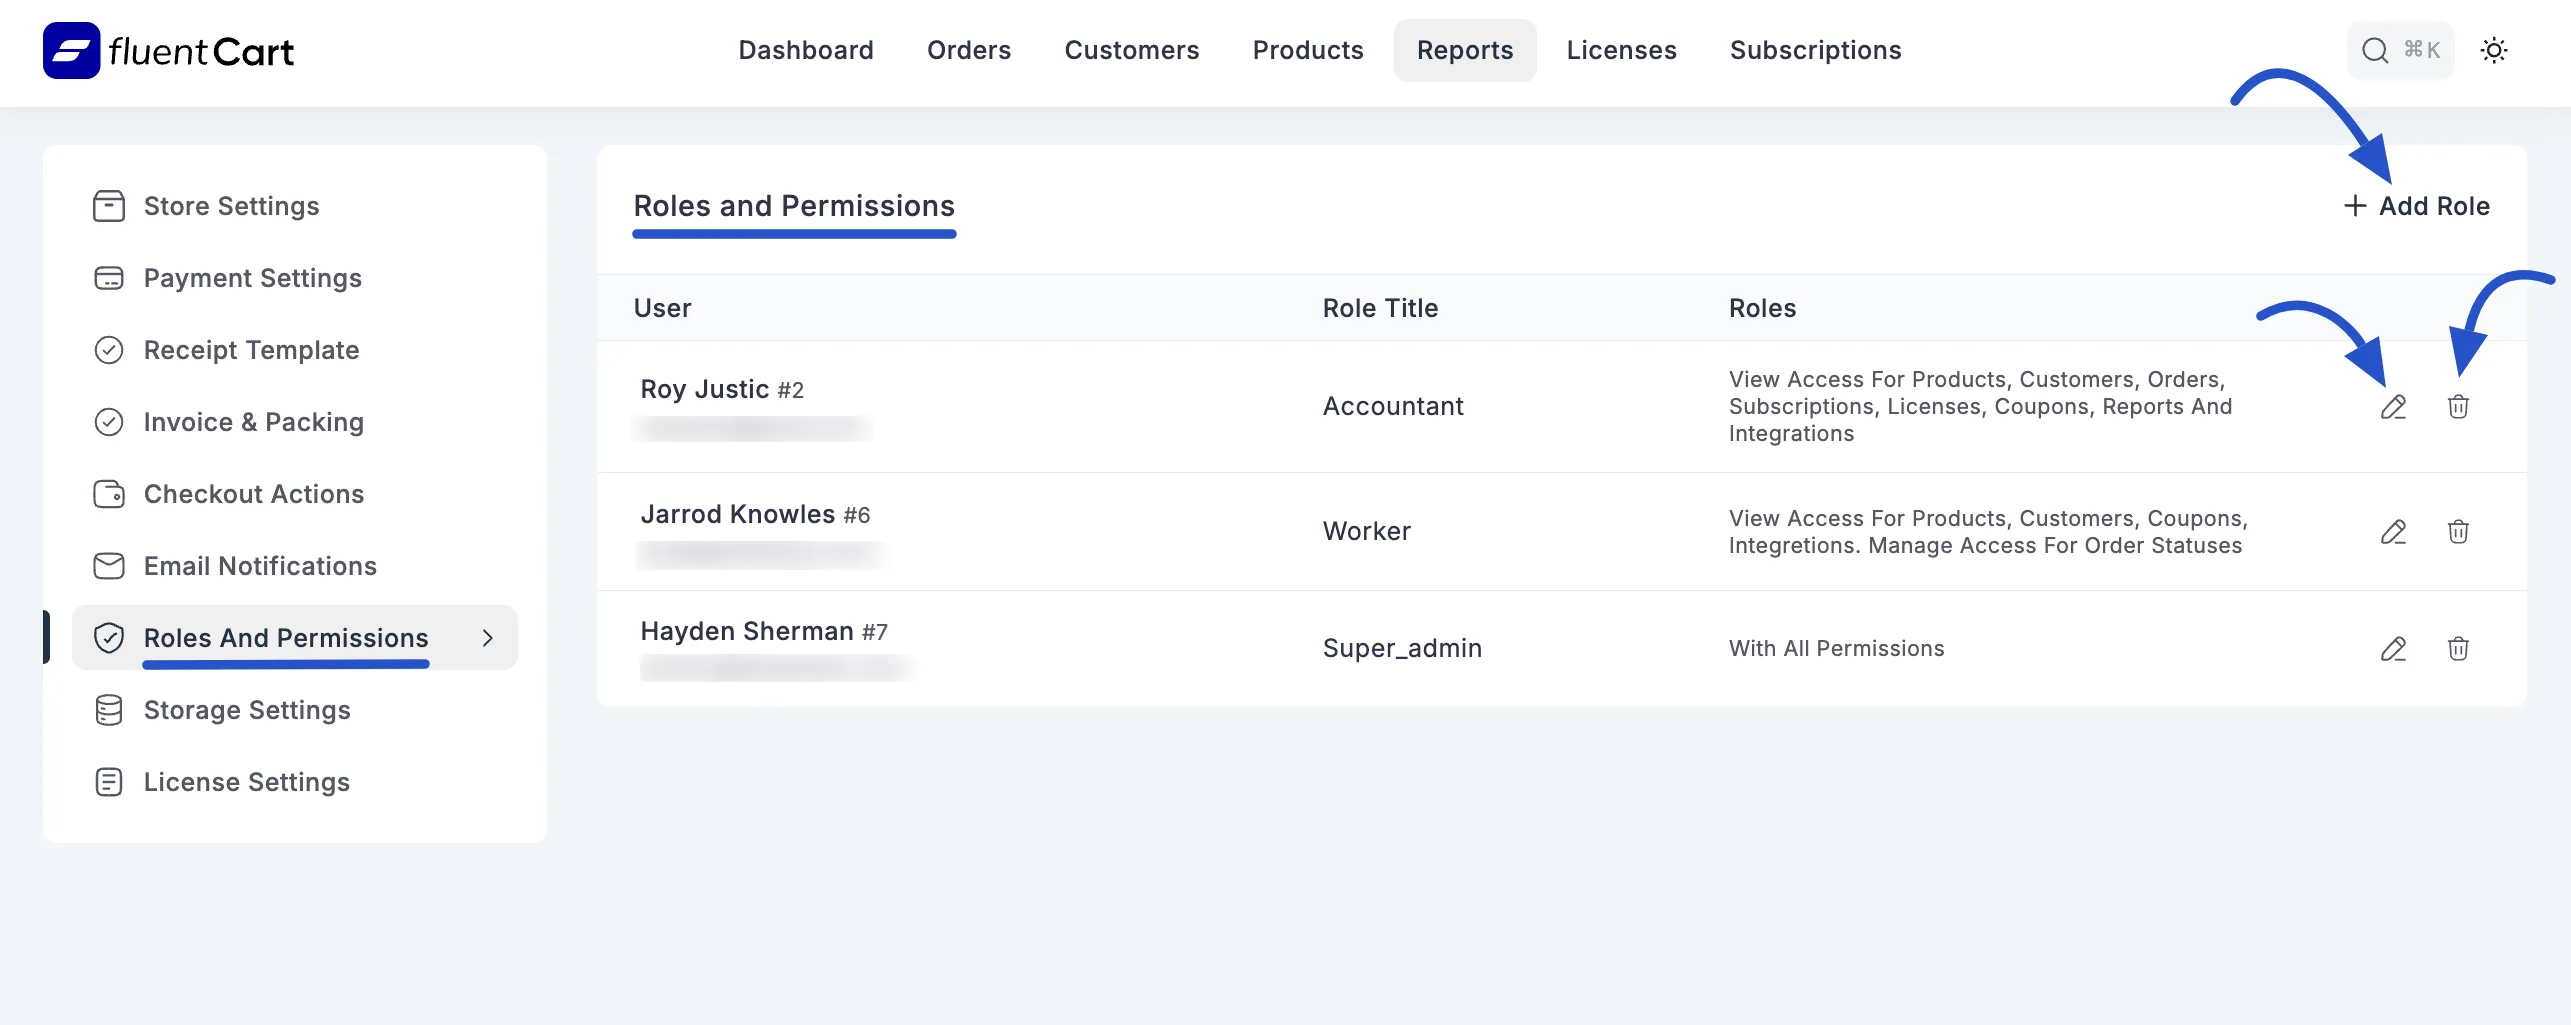 fluentCart
Dashboard
Orders
Customers
Products
Reports
Licenses
Subscriptions
⌘K
Store Settings
Payment Settings
Receipt Template
Invoice & Packing
Checkout Actions
Email Notifications
Roles And Permissions
Storage Settings
License Settings
Roles and Permissions
+ Add Role
User
Role Title
Roles
Roy Justic #2
Accountant
View Access For Products, Customers, Orders,
Subscriptions, Licenses, Coupons, Reports And
Integrations
Jarrod Knowles #6
Worker
View Access For Products, Customers, Coupons,
Integretions. Manage Access For Order Statuses
Hayden Sherman #7
Super_admin
With All Permissions